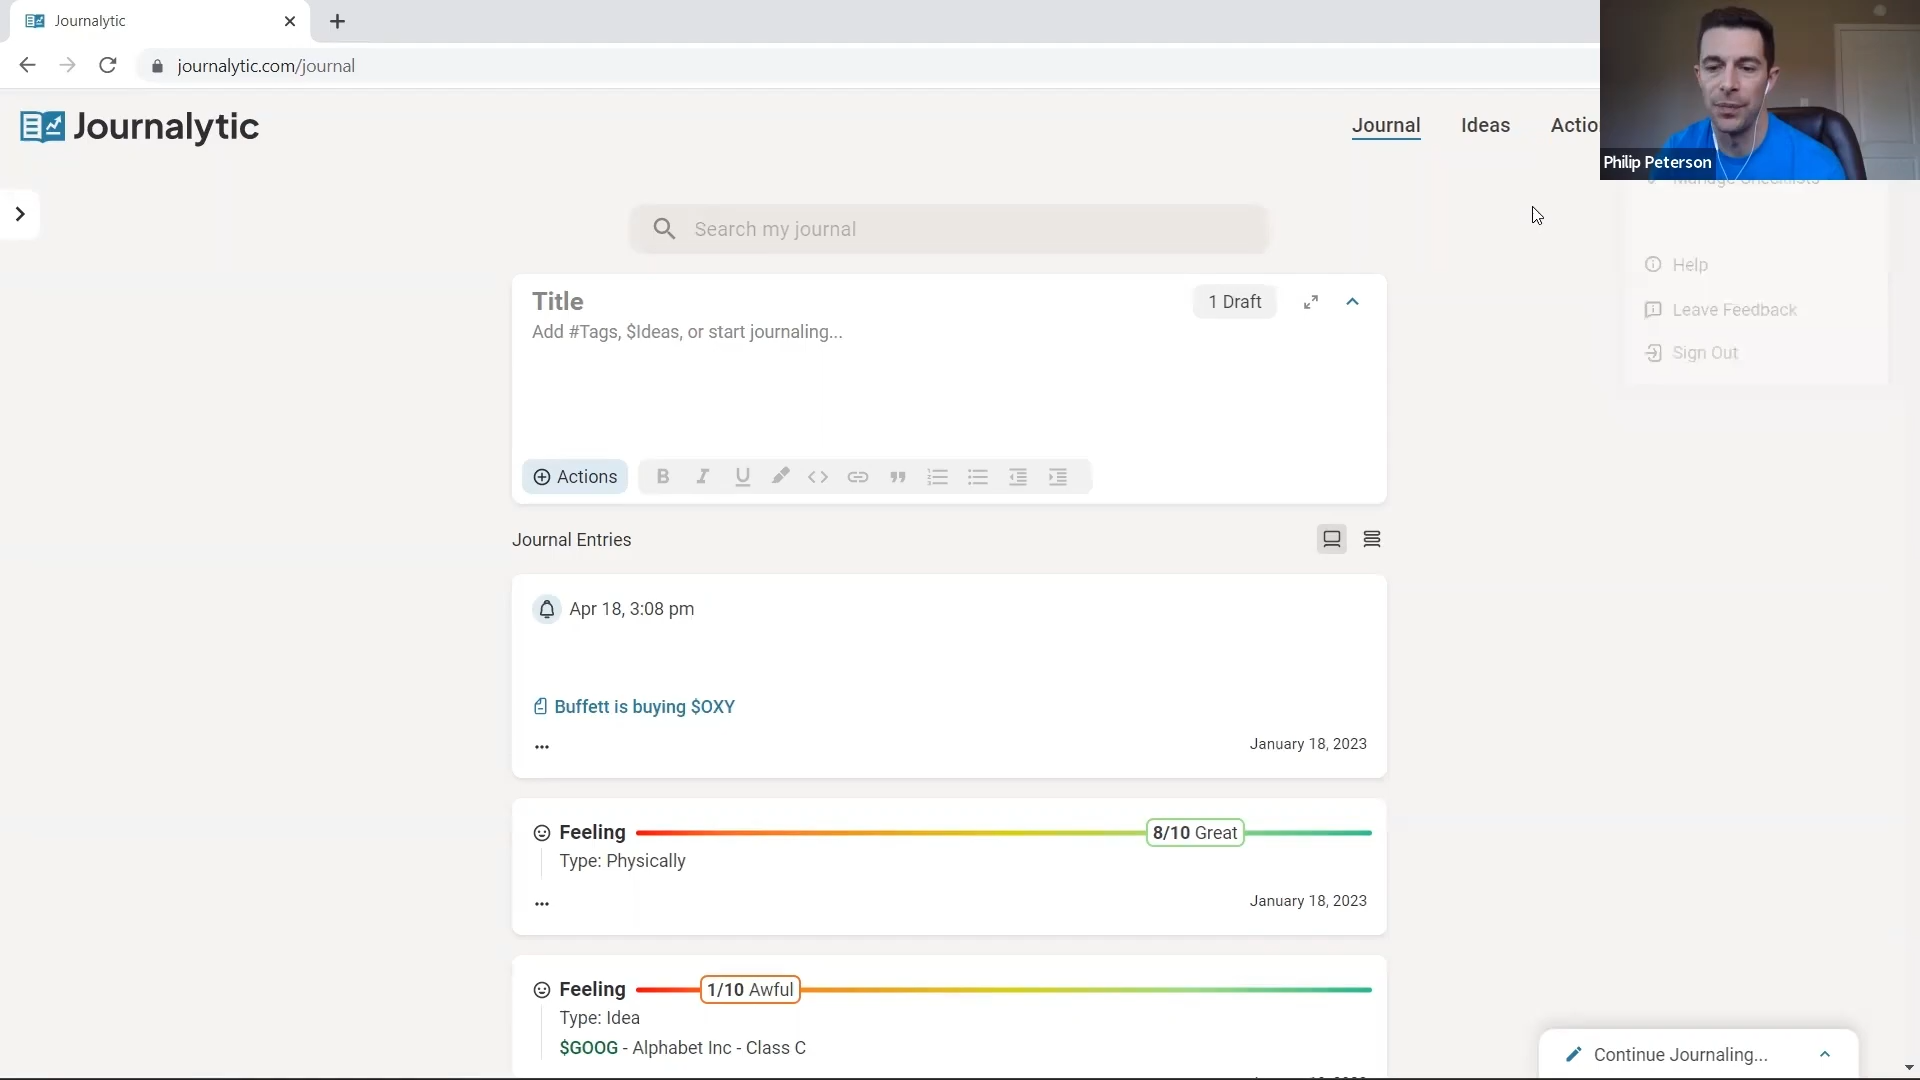 Journalytic
journalytic.com/journal
Journalytic
Journal Ideas Actio
Philip Peterson
Manage Checklists
Search my journal
Help
Leave Feedback
Sign Out
Title
1 Draft
Add #Tags, $Ideas, or start journaling...
Actions
B I U
Journal Entries
Apr 18, 3:08 pm
Buffett is buying $OXY
... January 18, 2023
Feeling 8/10 Great
Type: Physically
... January 18, 2023
Feeling 1/10 Awful
Type: Idea
$GOOG - Alphabet Inc - Class C
Continue Journaling...